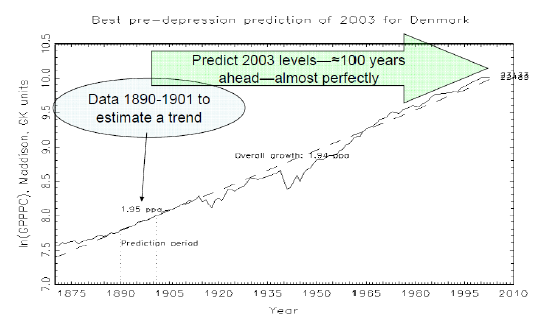 Best pre-depression prediction of 2003 for Denmark
Predict 2003 levels—≈100 years
ahead—almost perfectly
Data 1890-1901 to
estimate a trend
Overall growth: 1.94 ppa
1.95 ppa
Prediction period
ln(GPPPC), Maddison, GK units
10.5
10.0
9.5
9.0
8.5
8.0
7.5
7.0
1875
1890
1905
1920
1935
1950
1965
1980
1995
2010
Year